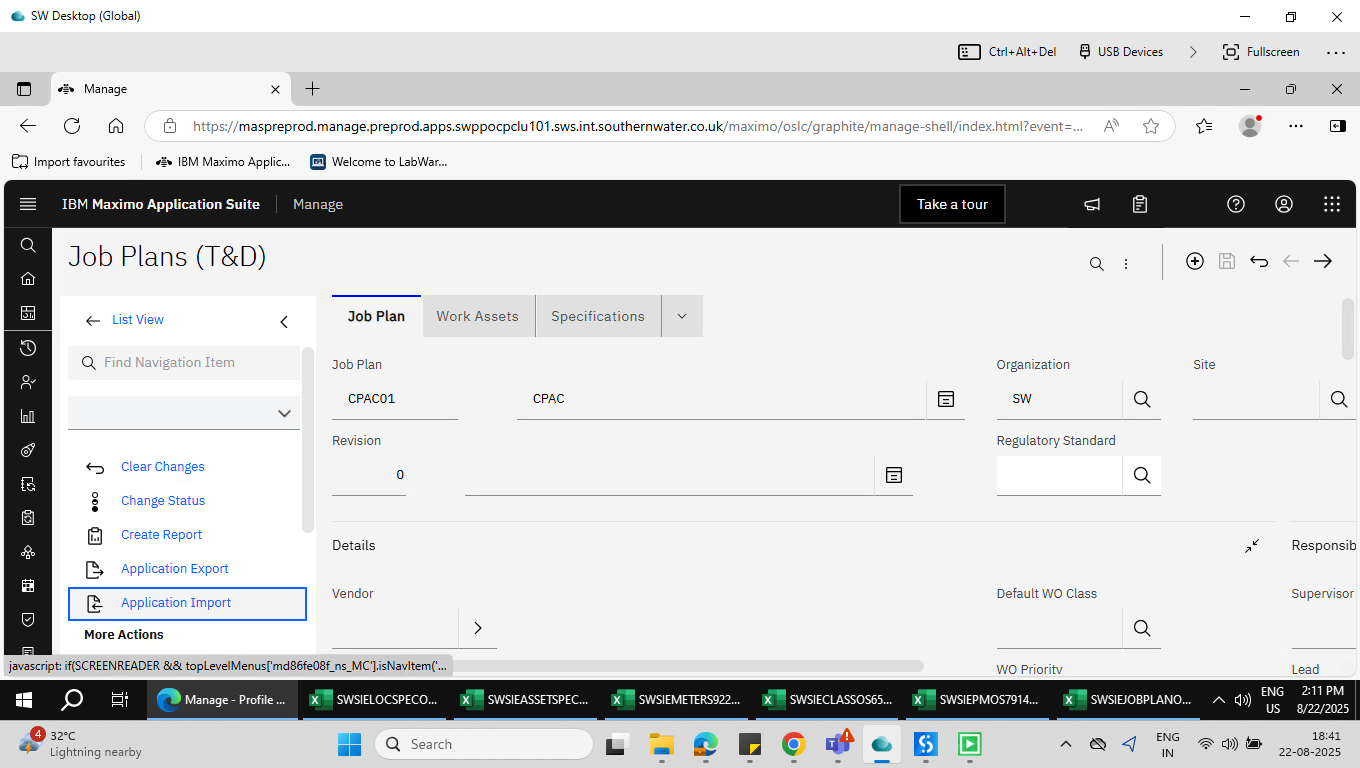 SW Desktop (Global)
Ctrl+Alt+Del
USB Devices
Fullscreen
Manage
https://maspreprod.manage.preprod.apps.swppocpclu101.sws.int.southernwater.co.uk/maximo/oslc/graphite/manage-shell/index.html?event=...
Import favourites
IBM Maximo Applic...
Welcome to LabWar...
IBM Maximo Application Suite
Manage
Take a tour
Job Plans (T&D)
List View
Find Navigation Item
Clear Changes
Change Status
Create Report
Application Export
Application Import
More Actions
Job Plan
Work Assets
Specifications
Job Plan
Organization
Site
CPAC01
CPAC
SW
Revision
Regulatory Standard
0
Details
Responsib
Vendor
Default WO Class
Supervisor
WO Priority
Lead
javascript: if(SCREENREADER && topLevelMenus['md86fe08f_ns_MC'].isNavItem('...
Manage - Profile ...
SWSIELOCSPECO...
SWSIEASSETSPEC...
SWSIEMETERS922...
SWSIECLASSOS65...
SWSIEPMOS7914...
SWSIEJOBPLANO...
ENG
US
2:11 PM
8/22/2025
4
32°C
Lightning nearby
Search
ENG
IN
18:41
22-08-2025